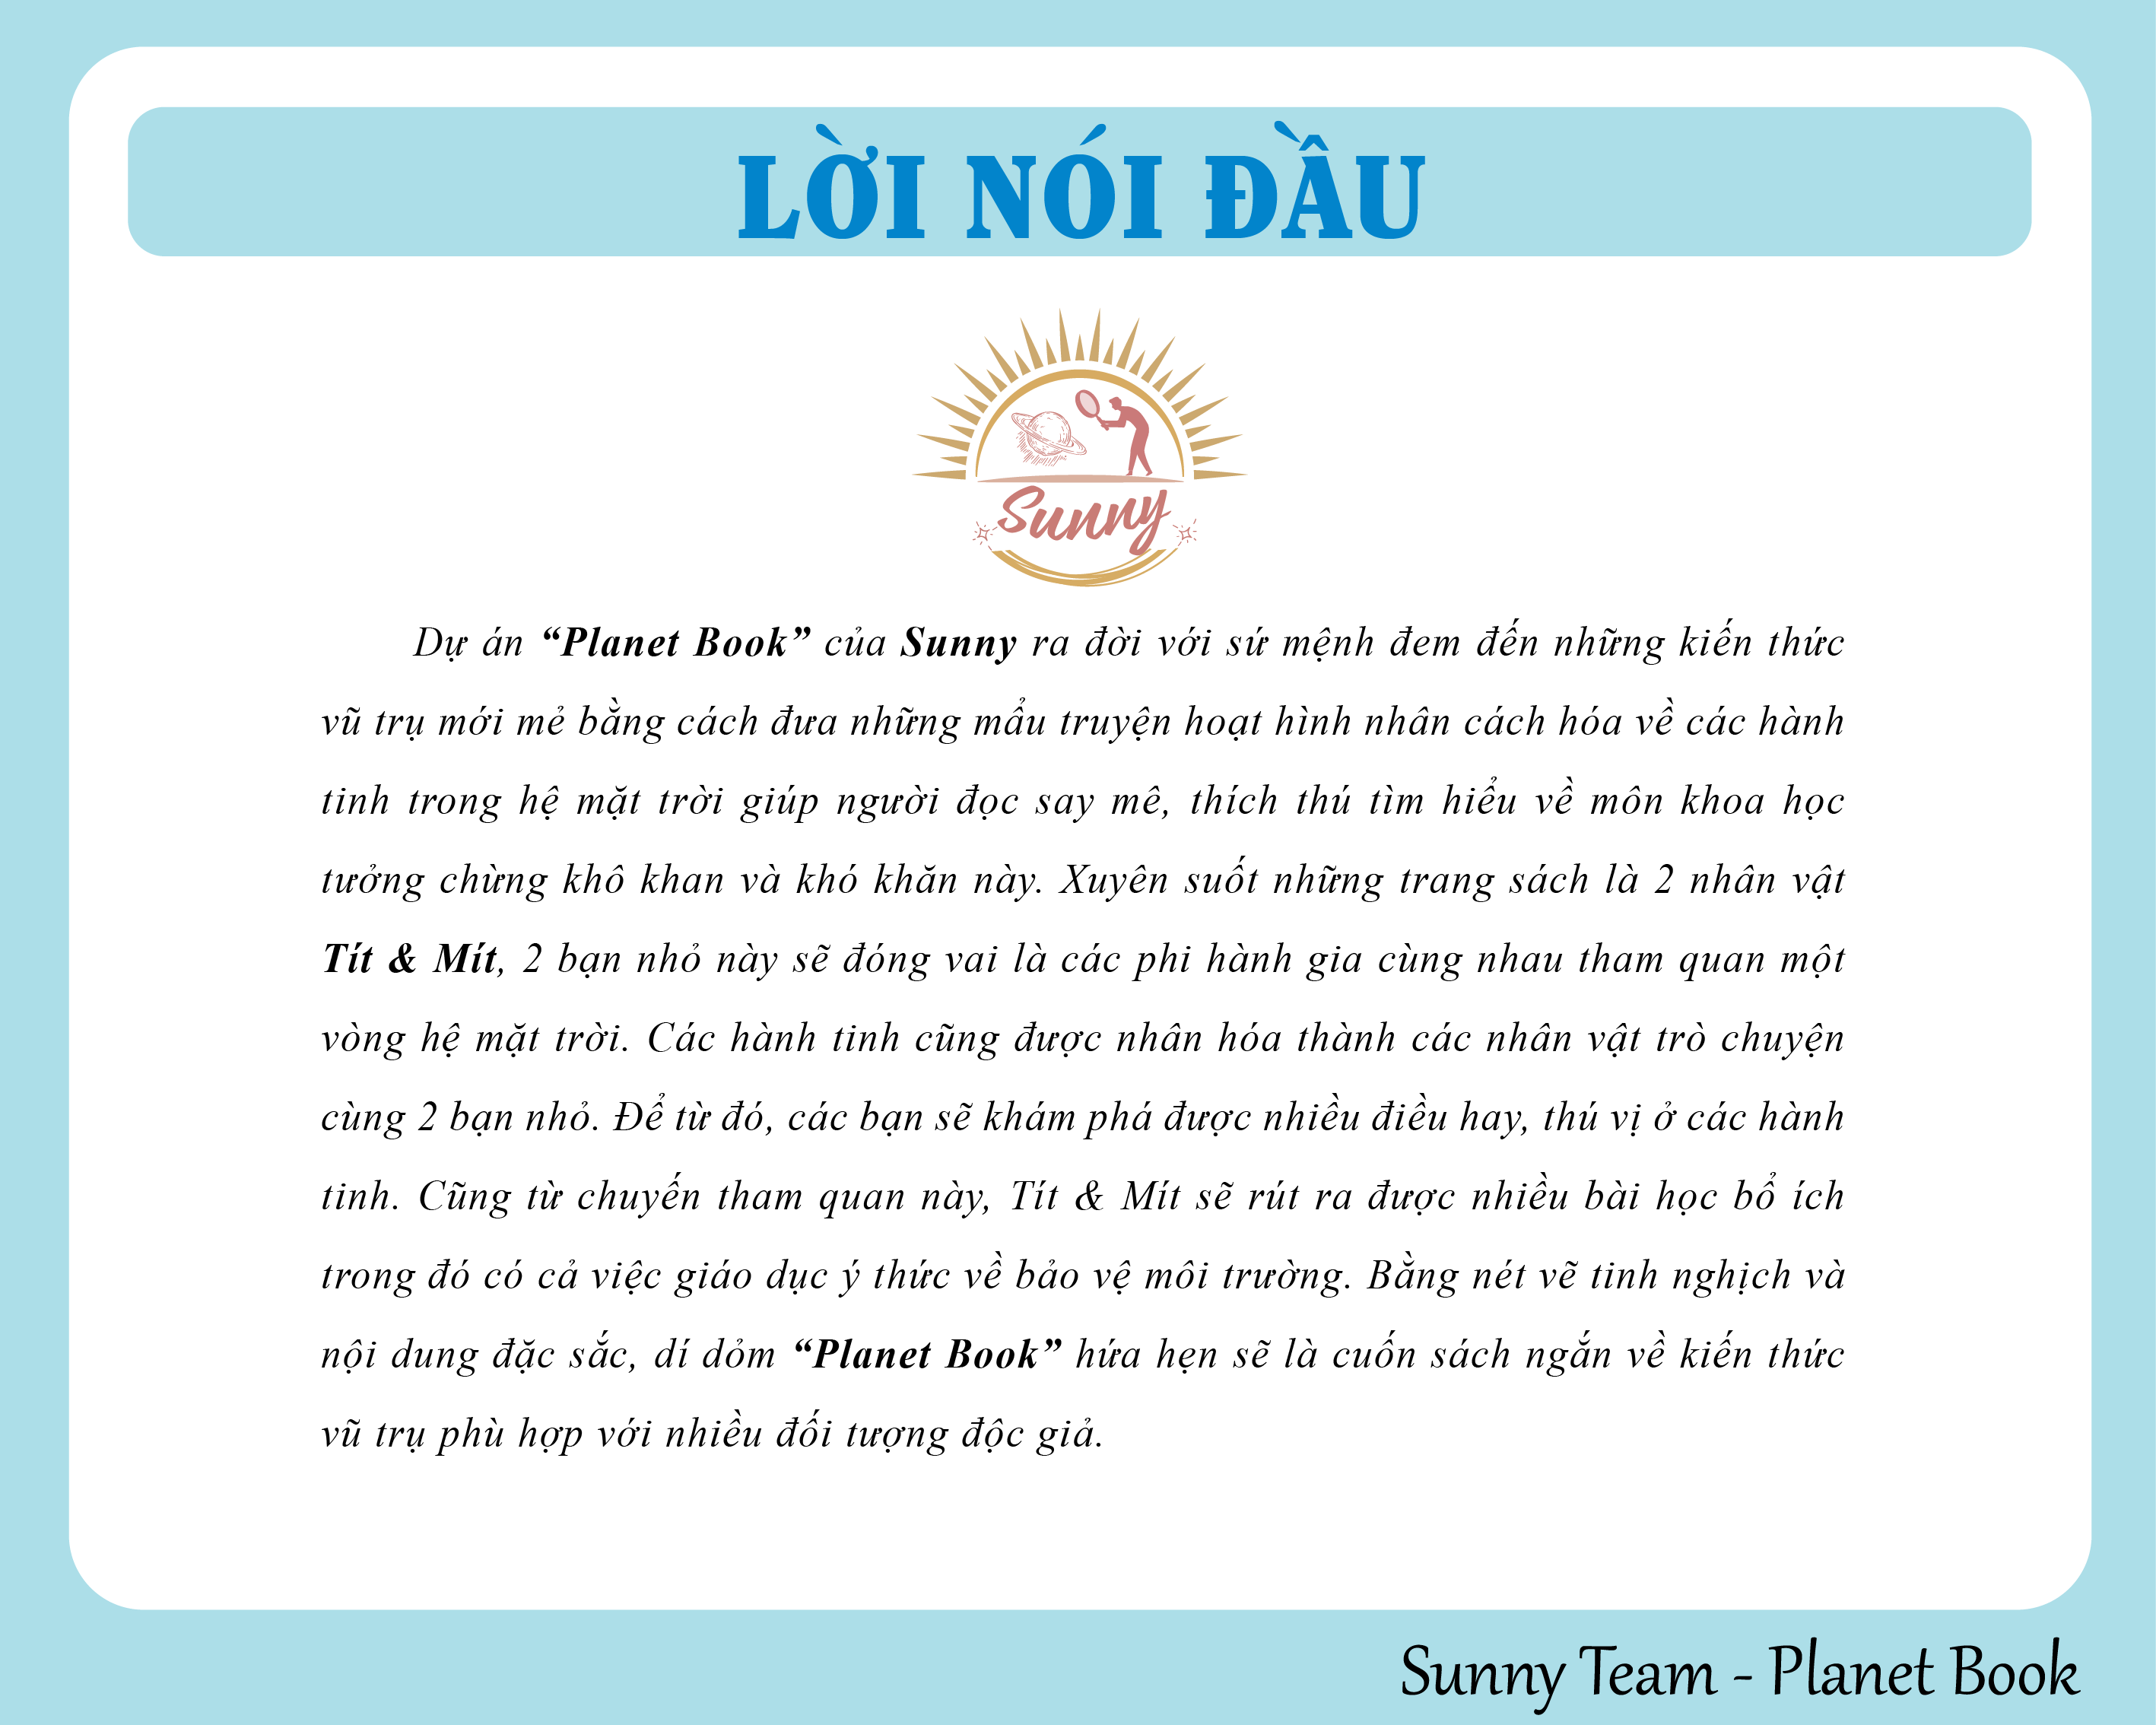 LỜI NÓI ĐẦU
Sunny
Dự án “Planet Book” của Sunny ra đời với sứ mệnh đem đến những kiến thức
vũ trụ mới mẻ bằng cách đưa những mẩu truyện hoạt hình nhân cách hóa về các hành
tinh trong hệ mặt trời giúp người đọc say mê, thích thú tìm hiểu về môn khoa học
tưởng chừng khô khan và khó khăn này. Xuyên suốt những trang sách là 2 nhân vật
Tít & Mít, 2 bạn nhỏ này sẽ đóng vai là các phi hành gia cùng nhau tham quan một
vòng hệ mặt trời. Các hành tinh cũng được nhân hóa thành các nhân vật trò chuyện
cùng 2 bạn nhỏ. Để từ đó, các bạn sẽ khám phá được nhiều điều hay, thú vị ở các hành
tinh. Cũng từ chuyến tham quan này, Tít & Mít sẽ rút ra được nhiều bài học bổ ích
trong đó có cả việc giáo dục ý thức về bảo vệ môi trường. Bằng nét vẽ tinh nghịch và
nội dung đặc sắc, dí dỏm “Planet Book” hứa hẹn sẽ là cuốn sách ngắn về kiến thức
vũ trụ phù hợp với nhiều đối tượng độc giả.
Sunny Team - Planet Book